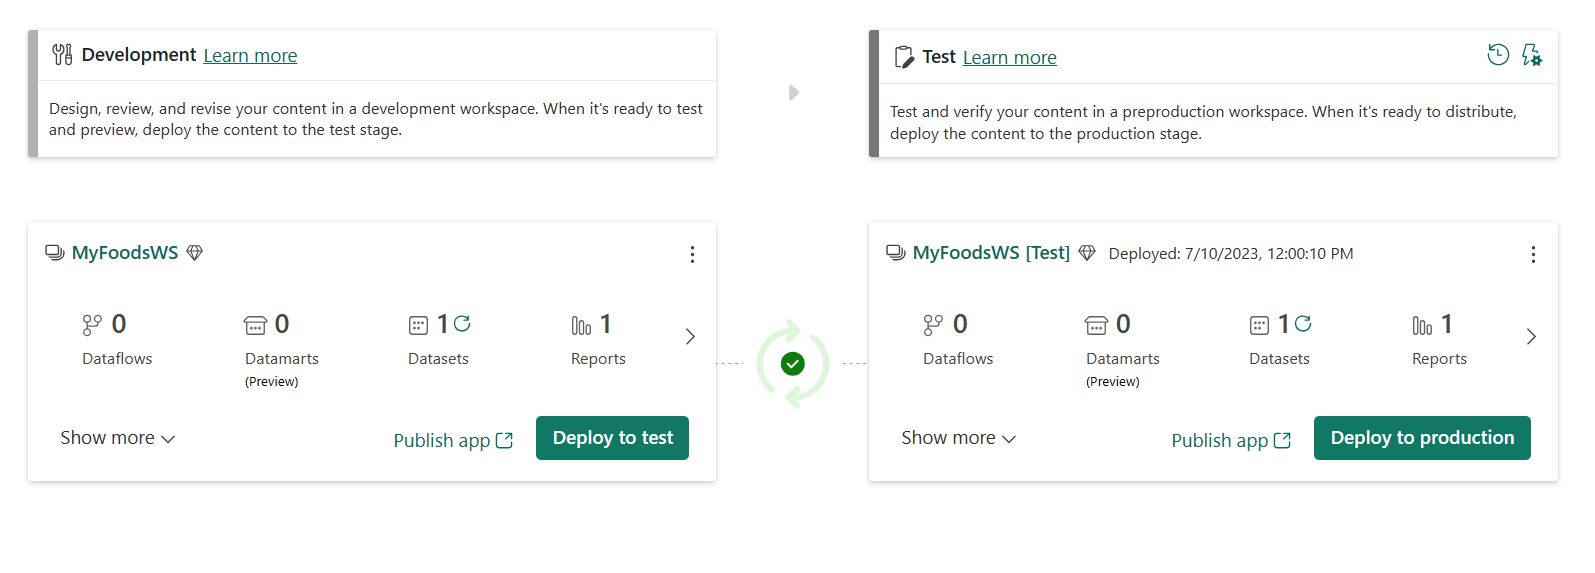 Development Learn more
Design, review, and revise your content in a development workspace. When it's ready to test
and preview, deploy the content to the test stage.
Test Learn more
Test and verify your content in a preproduction workspace. When it's ready to distribute,
deploy the content to the production stage.
MyFoodsWS
0
Dataflows
0
Datamarts
(Preview)
1
Datasets
1
Reports
Show more
Publish app
Deploy to test
MyFoodsWS [Test] Deployed: 7/10/2023, 12:00:10 PM
0
Dataflows
0
Datamarts
(Preview)
1
Datasets
1
Reports
Show more
Publish app
Deploy to production